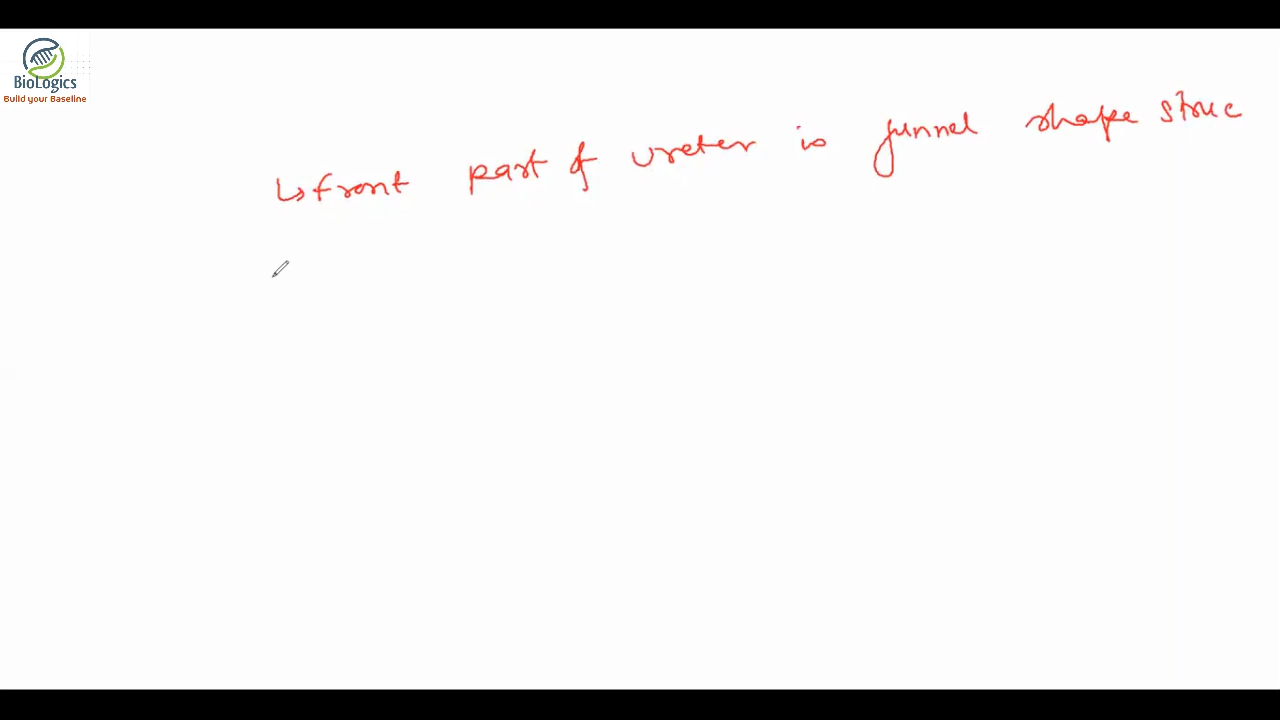 BioLogics
Build your Baseline
↳ front part of ureter is funnel shape struc